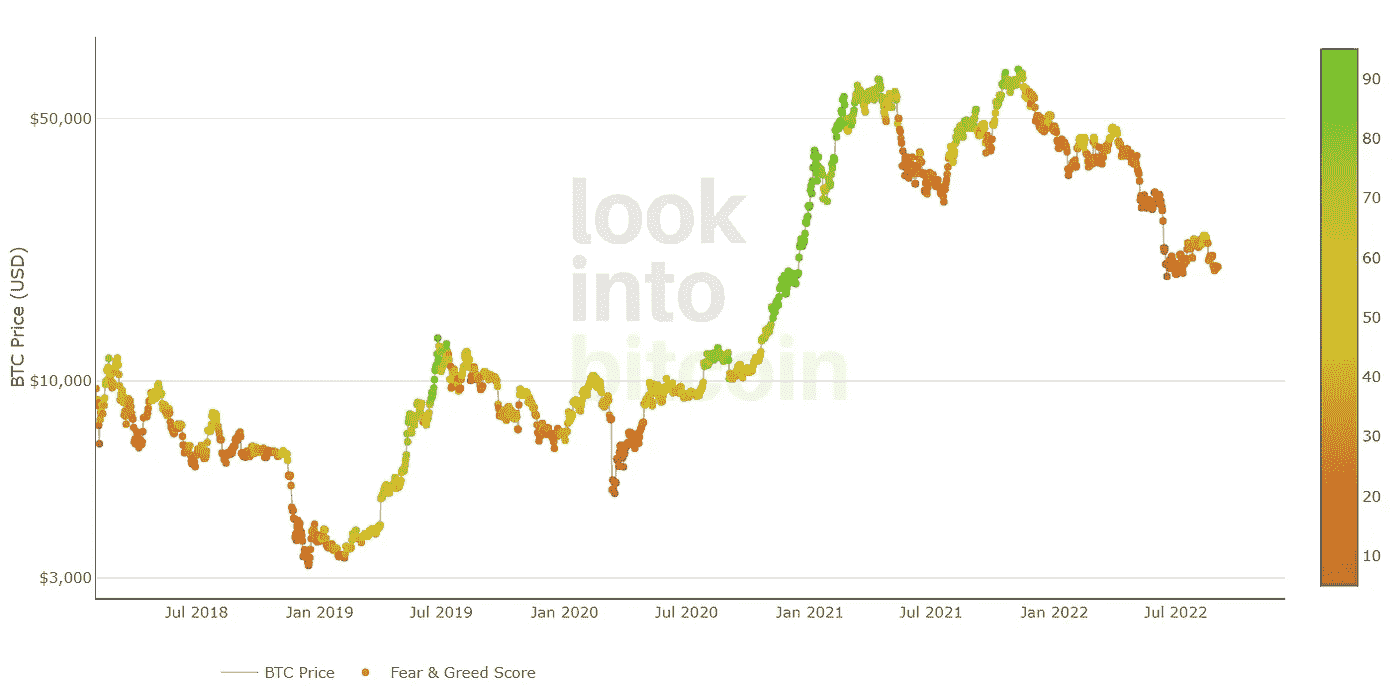 look
into
bitcoin
BTC Price (USD)
$50,000
$10,000
$3,000
Jul 2018 Jan 2019 Jul 2019 Jan 2020 Jul 2020 Jan 2021 Jul 2021 Jan 2022 Jul 2022
90
80
70
60
50
40
30
20
10
BTC Price Fear & Greed Score